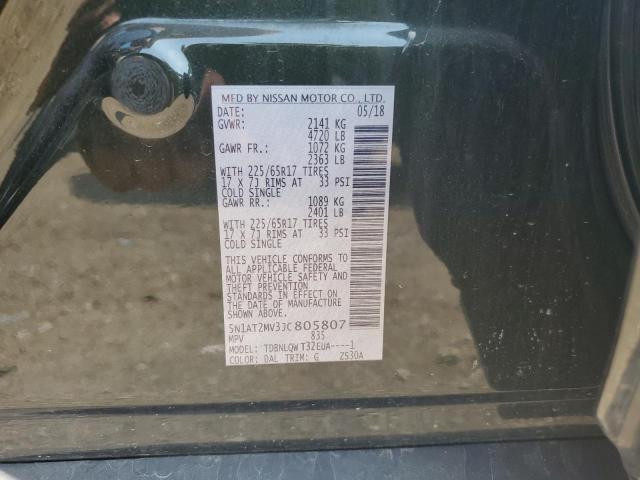 MFD BY NISSAN MOTOR CO., LTD.
DATE: 05/18
GVWR: 2141 KG
4720 LB
GAWR FR.: 1072 KG
2363 LB
WITH 225/65R17 TIRES
17 X 7J RIMS AT 33 PSI
COLD SINGLE
GAWR RR.: 1089 KG
2401 LB
WITH 225/65R17 TIRES
17 X 7J RIMS AT 33 PSI
COLD SINGLE
THIS VEHICLE CONFORMS TO
ALL APPLICABLE FEDERAL
MOTOR VEHICLE SAFETY AND
THEFT PREVENTION
STANDARDS IN EFFECT ON
THE DATE OF MANUFACTURE
SHOWN ABOVE.
5N1AT2MV3JC805807
MPV 835
MODEL: TDBNLQW T32EUA----1
COLOR: DAL TRIM: G ZS30A